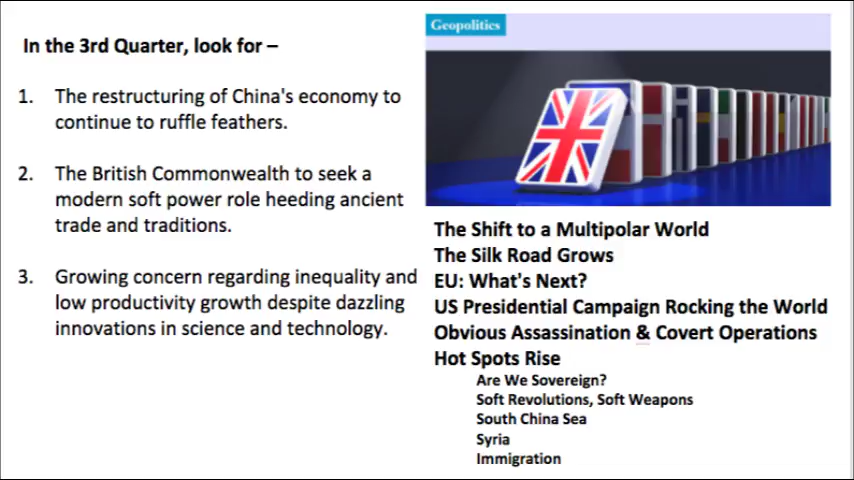 In the 3rd Quarter, look for –
1. The restructuring of China's economy to
continue to ruffle feathers.
2. The British Commonwealth to seek a
modern soft power role heeding ancient
trade and traditions.
3. Growing concern regarding inequality and
low productivity growth despite dazzling
innovations in science and technology.
Geopolitics
The Shift to a Multipolar World
The Silk Road Grows
EU: What's Next?
US Presidential Campaign Rocking the World
Obvious Assassination & Covert Operations
Hot Spots Rise
Are We Sovereign?
Soft Revolutions, Soft Weapons
South China Sea
Syria
Immigration